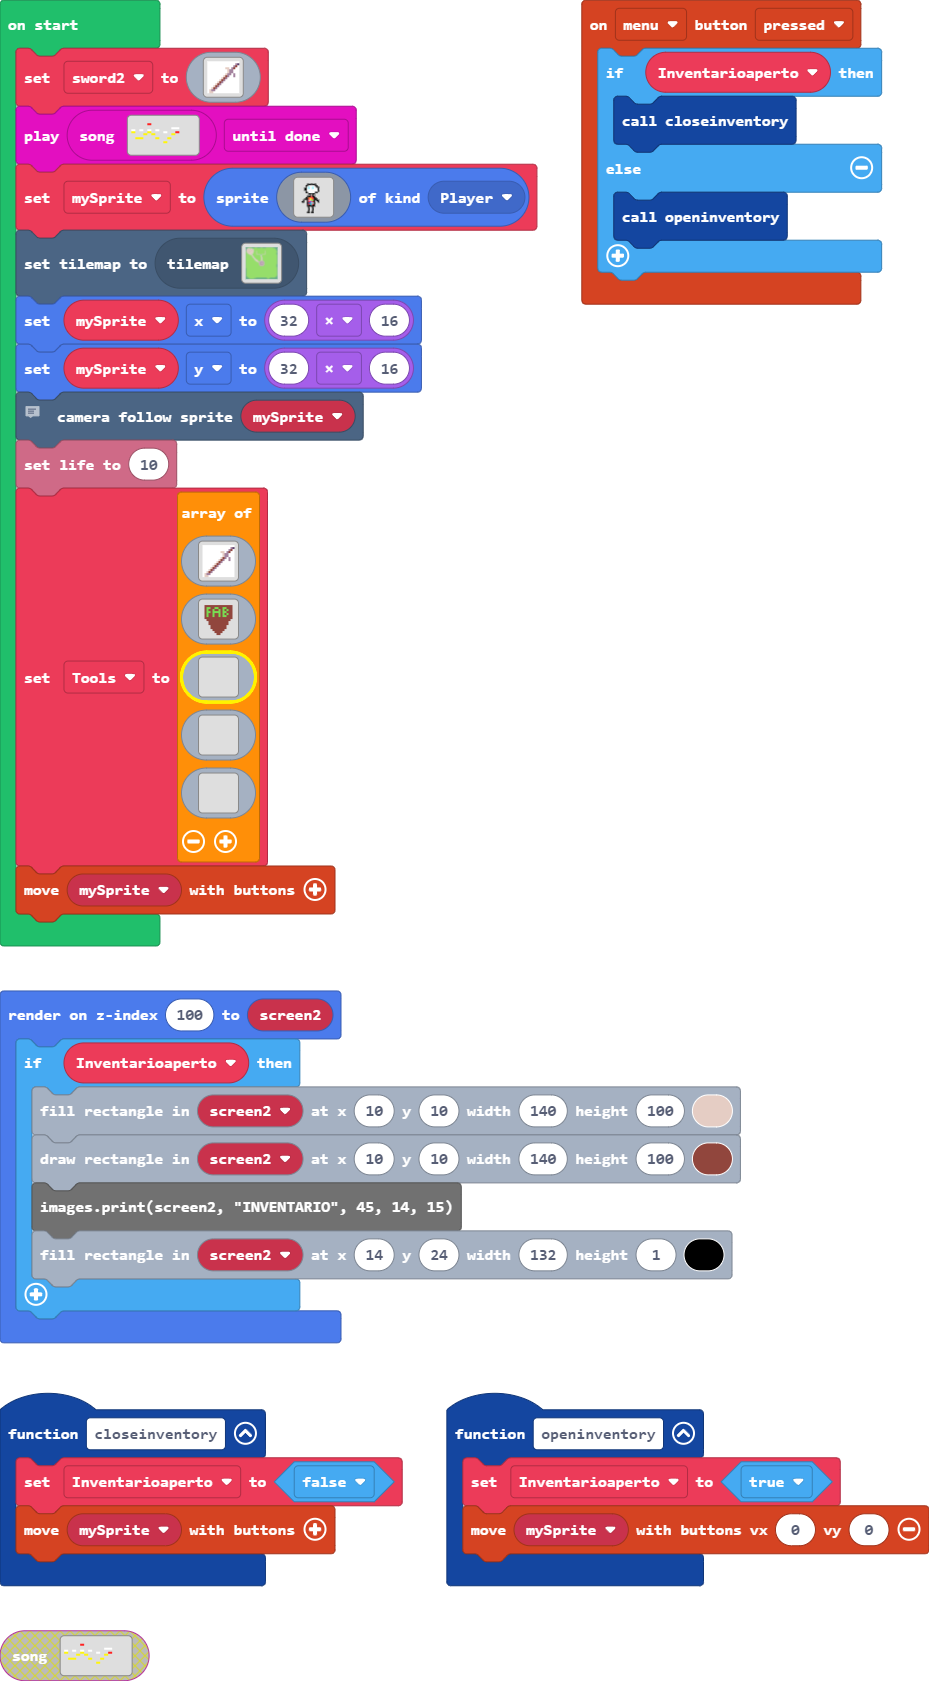 on start
set sword2 to
play song until done
set mySprite to sprite of kind Player
set tilemap to tilemap
set mySprite x to 32 × 16
set mySprite y to 32 × 16
camera follow sprite mySprite
set life to 10
set Tools to array of
FAB
move mySprite with buttons
on menu button pressed
if Inventarioaperto then
call closeinventory
else
call openinventory
render on z-index 100 to screen2
if Inventarioaperto then
fill rectangle in screen2 at x 10 y 10 width 140 height 100
draw rectangle in screen2 at x 10 y 10 width 140 height 100
images.print(screen2, "INVENTARIO", 45, 14, 15)
fill rectangle in screen2 at x 14 y 24 width 132 height 1
function closeinventory
set Inventarioaperto to false
move mySprite with buttons
function openinventory
set Inventarioaperto to true
move mySprite with buttons vx 0 vy 0
song